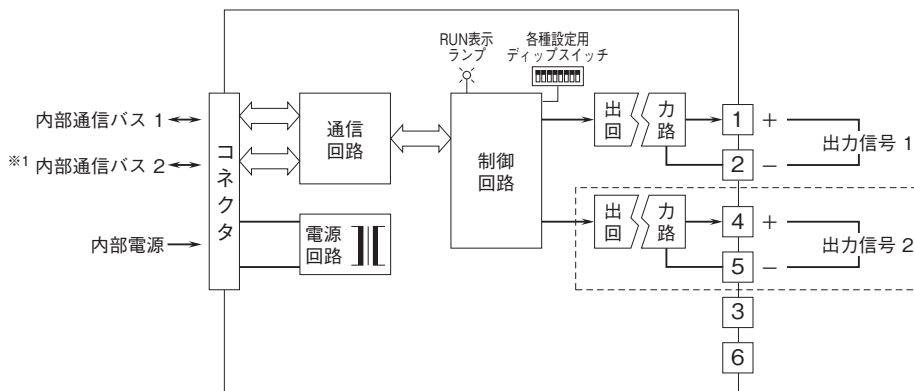 RUN表示
ランプ
各種設定用
ディップスイッチ
内部通信バス 1
※1 内部通信バス 2
内部電源
コネクタ
通信
回路
電源
回路
制御
回路
出力
回路
1 +
2 −
出力信号 1
出力
回路
4 +
5 −
出力信号 2
3
6